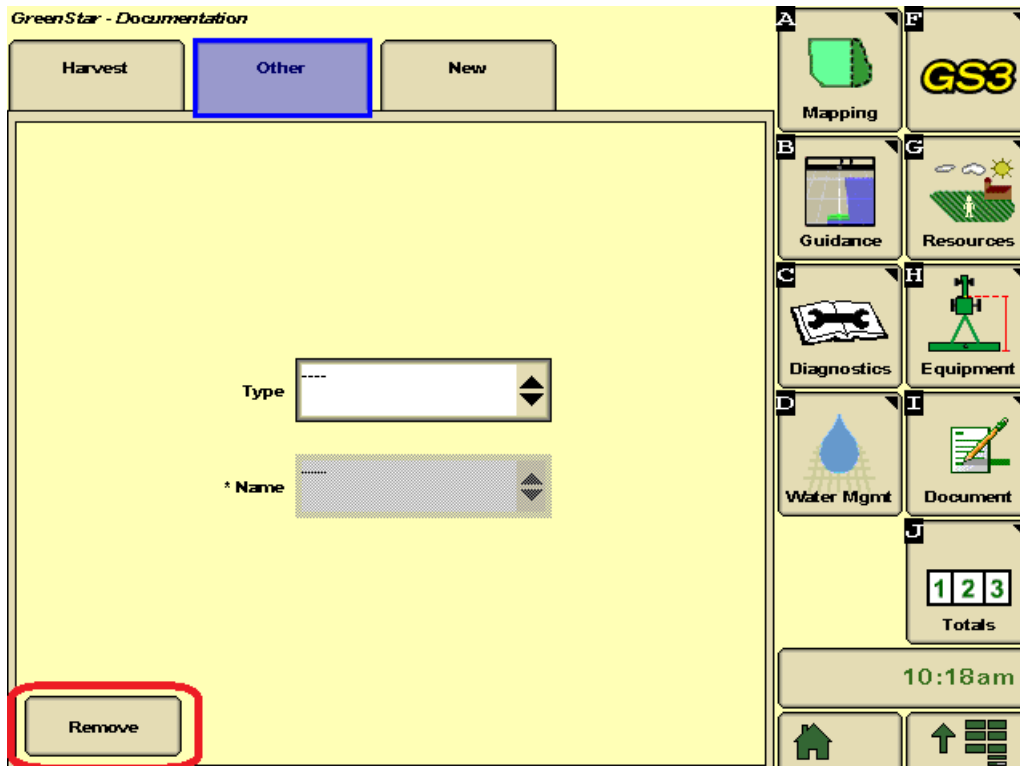 GreenStar - Documentation
Harvest
Other
New
Type
----
* Name
-------
Remove
A
Mapping
F
GS3
B
Guidance
G
Resources
C
Diagnostics
H
Equipment
D
Water Mgmt
I
Document
J
1 2 3
Totals
10:18am